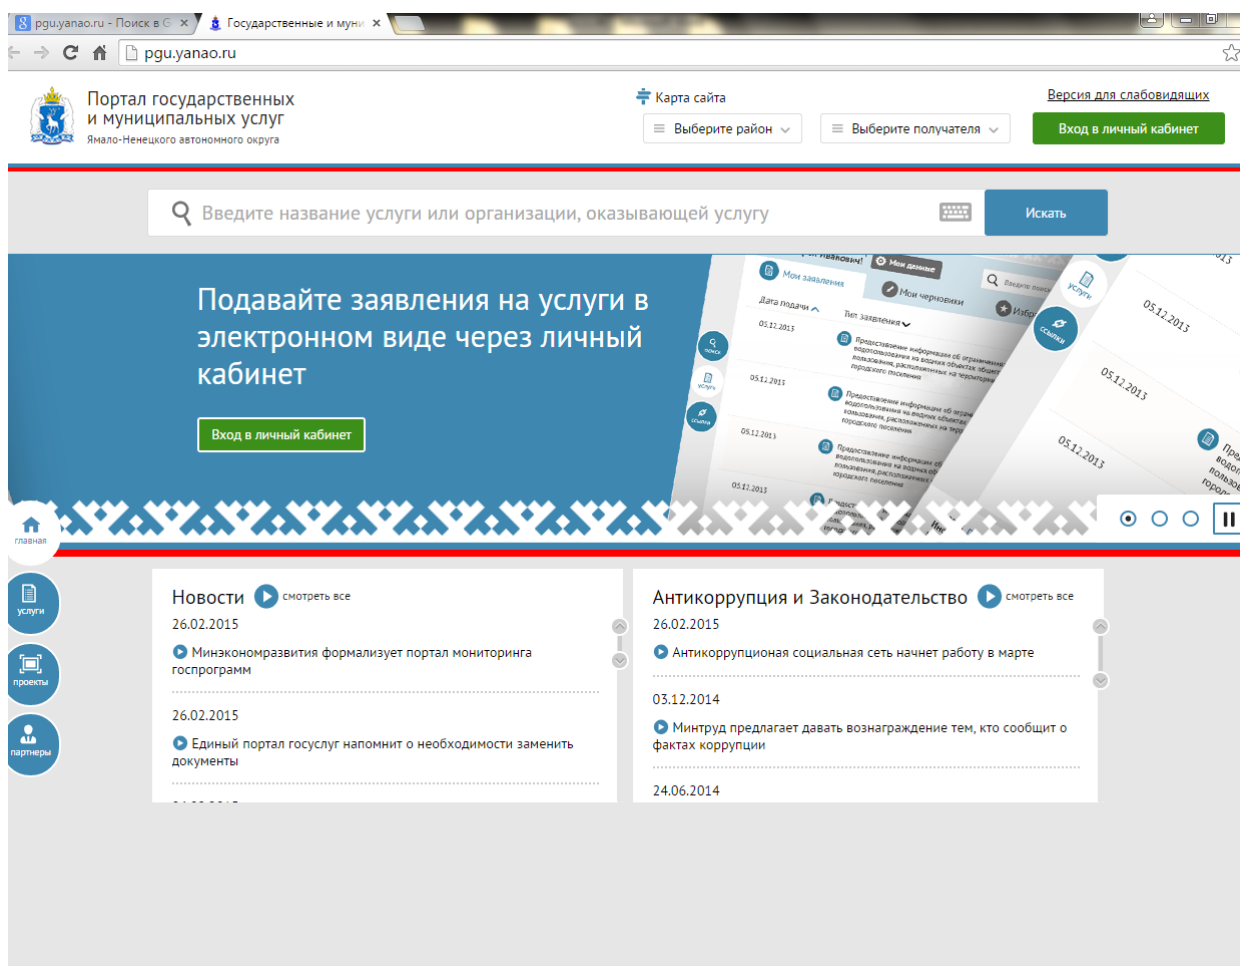 pgu.yanao.ru - Поиск в G
Государственные и муни
pgu.yanao.ru
Портал государственных
и муниципальных услуг
Ямало-Ненецкого автономного округа
Карта сайта
Версия для слабовидящих
Выберите район
Выберите получателя
Вход в личный кабинет
Введите название услуги или организации, оказывающей услугу
Искать
Подавайте заявления на услуги в
электронном виде через личный
кабинет
Вход в личный кабинет
Мои данные
Мои заявления
Мои черновики
Дата подачи
Тип заявления
05.12.2013
05.12.2013
05.12.2013
05.12.2013
поиск
услуги
ссылки
услуги
ссылки
05.12.2013
05.12.2013
05.12.2013
главная
услуги
проекты
партнеры
Новости
смотреть все
26.02.2015
Минэкономразвития формализует портал мониторинга
госпрограмм
26.02.2015
Единый портал госуслуг напомнит о необходимости заменить
документы
Антикоррупция и Законодательство
смотреть все
26.02.2015
Антикоррупционая социальная сеть начнет работу в марте
03.12.2014
Минтруд предлагает давать вознаграждение тем, кто сообщит о
фактах коррупции
24.06.2014